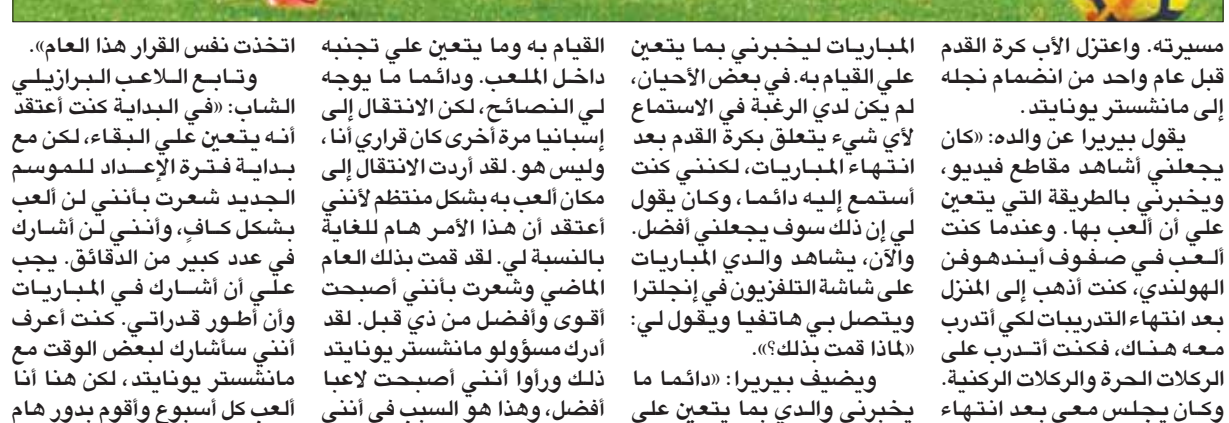 مسيرته. واعتزل الأب كرة القدم
قبل عام واحد من انضمام نجله
إلى مانشستر يونايتد.
يقول بيريرا عن والده: «كان
يجعلني أشاهد مقاطع فيديو،
ويخبرني بالطريقة التي يتعين
علي أن ألعب بها. وعندما كنت
ألعب في صفوف أيندهوفن
الهولندي، كنت أذهب إلى المنزل
بعد انتهاء التدريبات لكي أتدرب
معه هناك، فكنت أتدرب على
الركلات الحرة والركلات الركنية.
وكان يجلس معي بعد انتهاء
المباريات ليخبرني بما يتعين
علي القيام به. في بعض الأحيان،
لم يكن لدي الرغبة في الاستماع
لأي شيء يتعلق بكرة القدم بعد
انتهاء المباريات، لكنني كنت
أستمع إليه دائما، وكان يقول
لي إن ذلك سوف يجعلني أفضل.
والآن، يشاهد والدي المباريات
على شاشة التلفزيون في إنجلترا
ويتصل بي هاتفيا ويقول لي:
«لماذا قمت بذلك؟».
ويضيف بيريرا: «دائما ما
يخبرني والدي بما يتعين علي
القيام به وما يتعين علي تجنبه
داخل الملعب. ودائما ما يوجه
لي النصائح، لكن الانتقال إلى
إسبانيا مرة أخرى كان قراري أنا،
وليس هو. لقد أردت الانتقال إلى
مكان ألعب به بشكل منتظم لأنني
أعتقد أن هذا الأمر هام للغاية
بالنسبة لي. لقد قمت بذلك العام
الماضي وشعرت بأنني أصبحت
أقوى وأفضل من ذي قبل. لقد
أدرك مسؤولو مانشستر يونايتد
ذلك ورأوا أنني أصبحت لاعبا
أفضل، وهذا هو السبب في أنني
اتخذت نفس القرار هذا العام».
وتابع اللاعب البرازيلي
الشاب: «في البداية كنت أعتقد
أنه يتعين علي البقاء، لكن مع
بداية فترة الإعداد للموسم
الجديد شعرت بأنني لن ألعب
بشكل كافٍ، وأنني لن أشارك
في عدد كبير من الدقائق. يجب
علي أن أشارك في المباريات
وأن أطور قدراتي. كنت أعرف
أنني سأشارك لبعض الوقت مع
مانشستر يونايتد، لكن هنا أنا
ألعب كل أسبوع وأقوم بدور هام